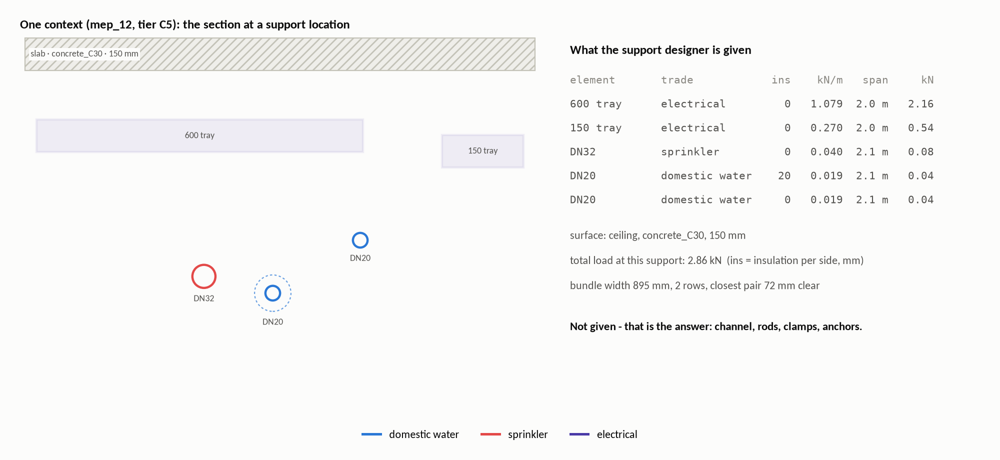 One context (mep_12, tier C5): the section at a support location
slab · concrete_C30 · 150 mm
600 tray
150 tray
DN20
DN32
DN20
What the support designer is given
element trade ins kN/m span kN
600 tray electrical 0 1.079 2.0 m 2.16
150 tray electrical 0 0.270 2.0 m 0.54
DN32 sprinkler 0 0.040 2.1 m 0.08
DN20 domestic water 20 0.019 2.1 m 0.04
DN20 domestic water 0 0.019 2.1 m 0.04
surface: ceiling, concrete_C30, 150 mm
total load at this support: 2.86 kN (ins = insulation per side, mm)
bundle width 895 mm, 2 rows, closest pair 72 mm clear
Not given - that is the answer: channel, rods, clamps, anchors.
domestic water sprinkler electrical